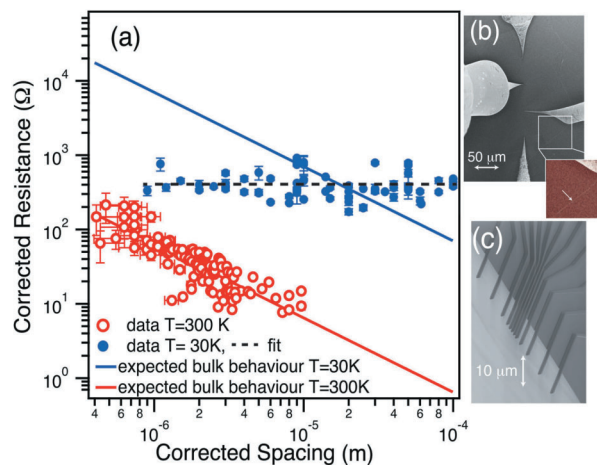 (a)
Corrected Resistance (Ω)
10⁴
10³
10²
10¹
10⁰
data T=300 K
data T= 30K, fit
expected bulk behaviour T=30K
expected bulk behaviour T=300K
4 6 8 10⁻⁶ 2 4 6 8 10⁻⁵ 2 4 6 8 10⁻⁴
Corrected Spacing (m)
(b)
50 μm
(c)
10 μm